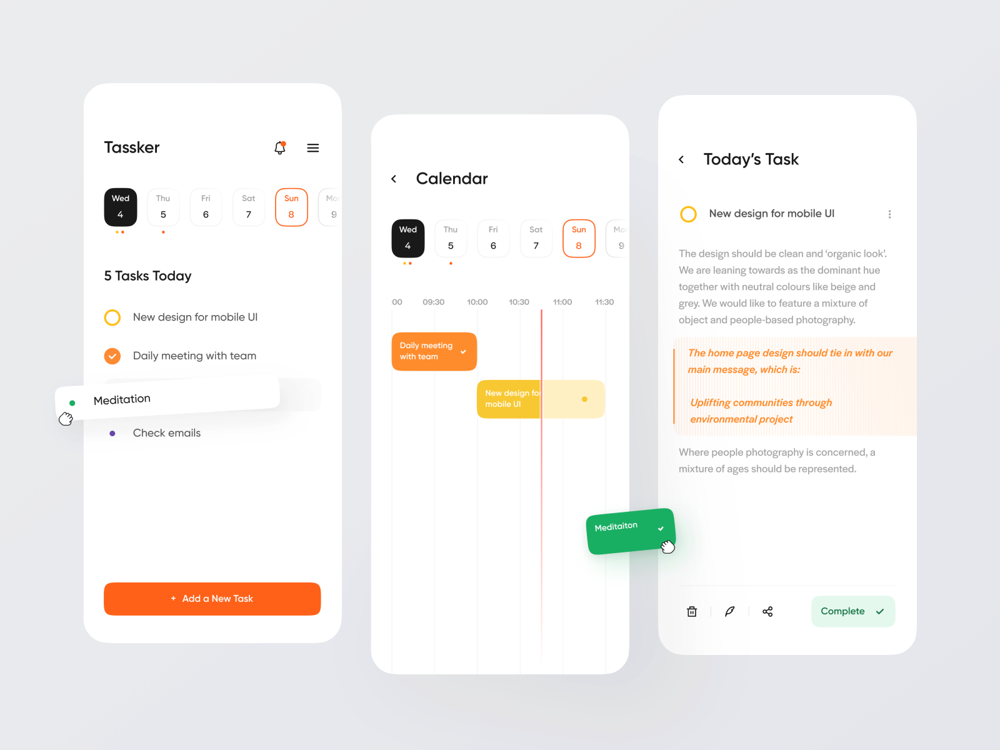 Tassker
Wed
4
Thu
5
Fri
6
Sat
7
Sun
8
Mon
9
5 Tasks Today
New design for mobile UI
Daily meeting with team
Meditation
Check emails
+ Add a New Task
Calendar
Wed
4
Thu
5
Fri
6
Sat
7
Sun
8
Mon
9
:00 09:30 10:00 10:30 11:00 11:30
Daily meeting
with team
New design for
mobile UI
Meditaiton
Today's Task
New design for mobile UI
The design should be clean and ‘organic look’.
We are leaning towards as the dominant hue
together with neutral colours like beige and
grey. We would like to feature a mixture of
object and people-based photography.
The home page design should tie in with our
main message, which is:
Uplifting communities through
environmental project
Where people photography is concerned, a
mixture of ages should be represented.
Complete